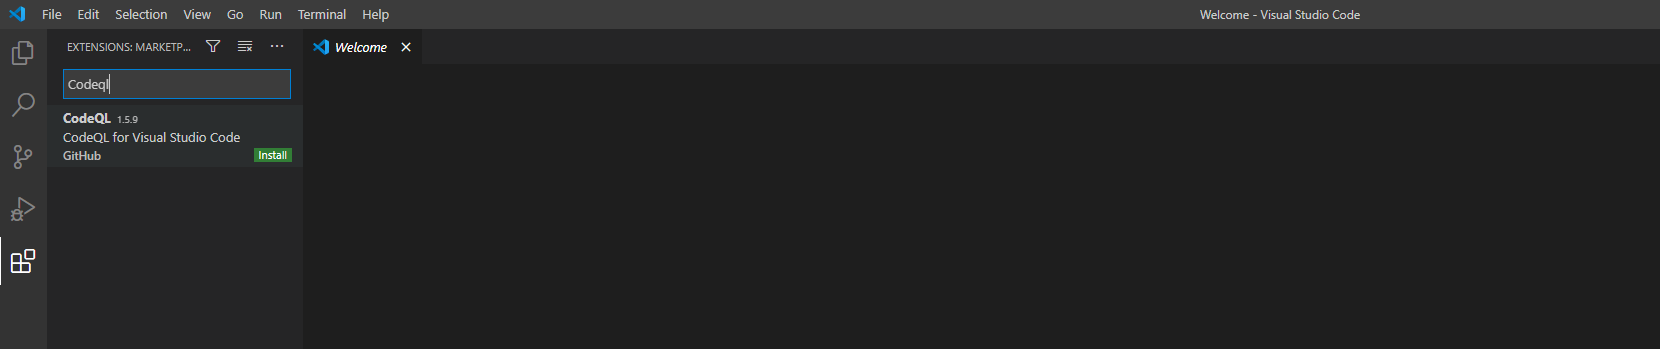 File Edit Selection View Go Run Terminal Help
Welcome - Visual Studio Code
EXTENSIONS: MARKETP...
Welcome
Codeql
CodeQL 1.5.9
CodeQL for Visual Studio Code
GitHub
Install